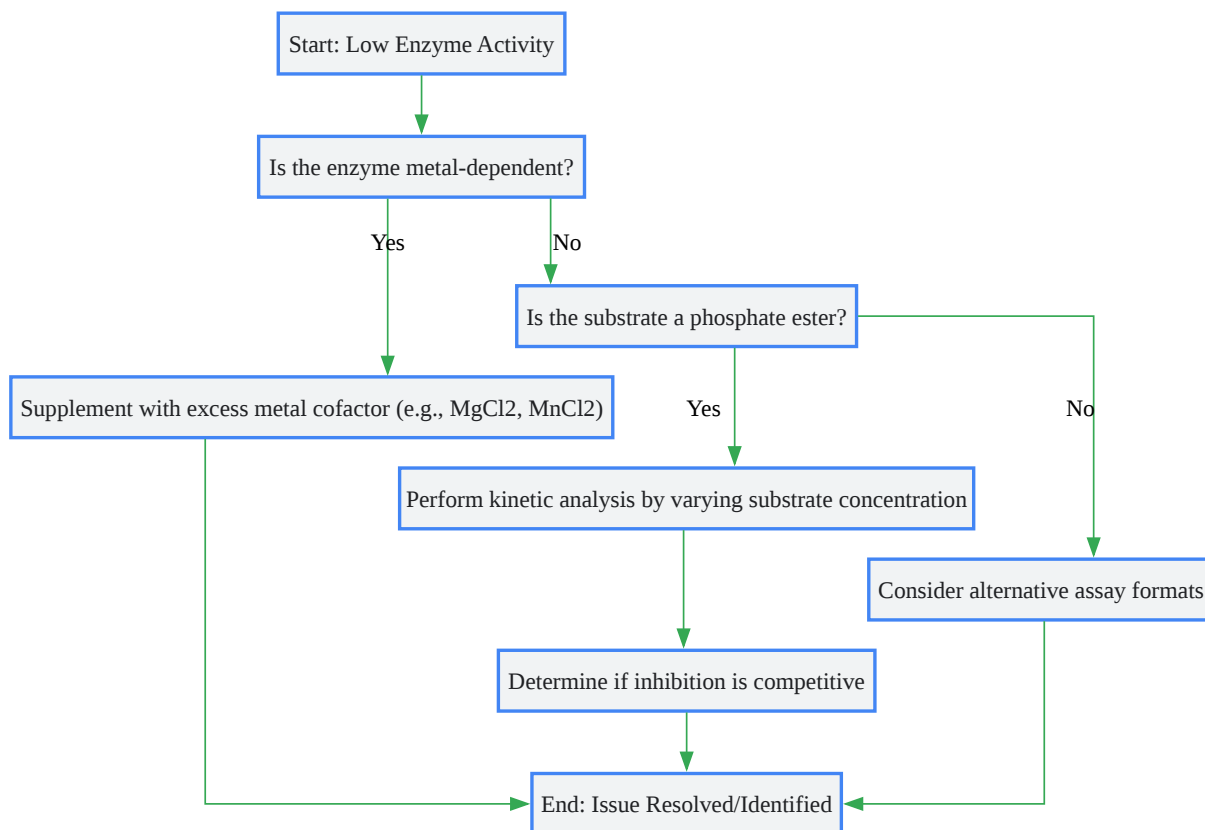 Start: Low Enzyme Activity
Is the enzyme metal-dependent?
Yes
No
Is the substrate a phosphate ester?
Supplement with excess metal cofactor (e.g., MgCl2, MnCl2)
Yes
No
Perform kinetic analysis by varying substrate concentration
Consider alternative assay formats
Determine if inhibition is competitive
End: Issue Resolved/Identified